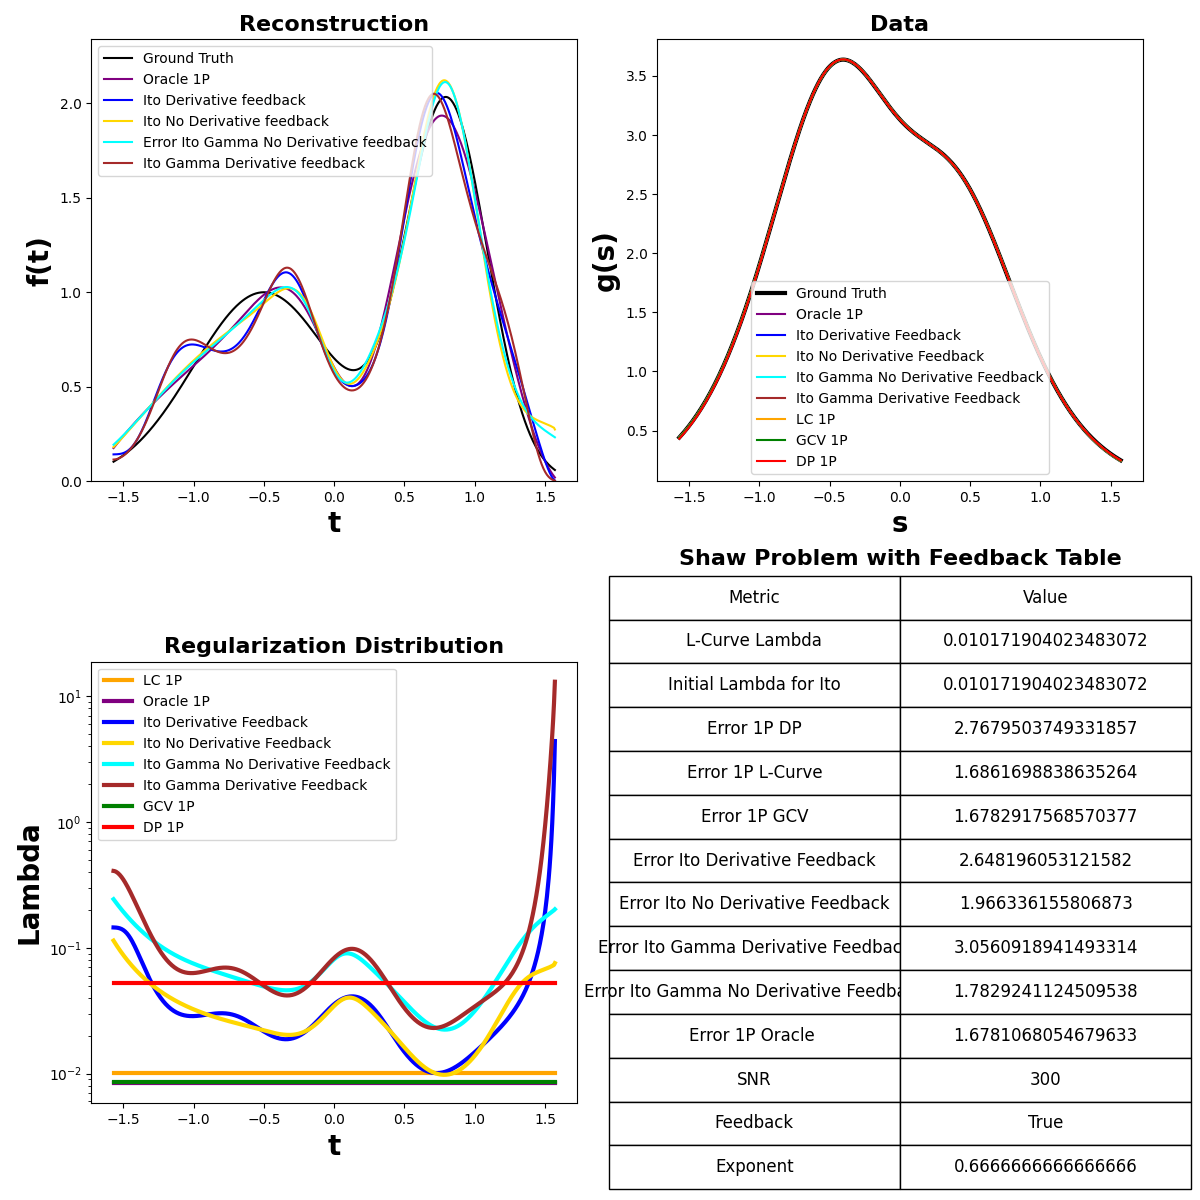 Reconstruction
Ground Truth
Oracle 1P
Ito Derivative feedback
Ito No Derivative feedback
Error Ito Gamma No Derivative feedback
Ito Gamma Derivative feedback
f(t)
2.0
1.5
1.0
0.5
0.0
−1.5 −1.0 −0.5 0.0 0.5 1.0 1.5
t
Data
g(s)
3.5
3.0
2.5
2.0
1.5
1.0
0.5
Ground Truth
Oracle 1P
Ito Derivative Feedback
Ito No Derivative Feedback
Ito Gamma No Derivative Feedback
Ito Gamma Derivative Feedback
LC 1P
GCV 1P
DP 1P
−1.5 −1.0 −0.5 0.0 0.5 1.0 1.5
s
Regularization Distribution
LC 1P
Oracle 1P
Ito Derivative Feedback
Ito No Derivative Feedback
Ito Gamma No Derivative Feedback
Ito Gamma Derivative Feedback
GCV 1P
DP 1P
Lambda
10¹
10⁰
10⁻¹
10⁻²
−1.5 −1.0 −0.5 0.0 0.5 1.0 1.5
t
Shaw Problem with Feedback Table
Metric Value
L-Curve Lambda 0.010171904023483072
Initial Lambda for Ito 0.010171904023483072
Error 1P DP 2.7679503749331857
Error 1P L-Curve 1.6861698838635264
Error 1P GCV 1.6782917568570377
Error Ito Derivative Feedback 2.648196053121582
Error Ito No Derivative Feedback 1.966336155806873
Error Ito Gamma Derivative Feedbac 3.0560918941493314
Error Ito Gamma No Derivative Feedba 1.7829241124509538
Error 1P Oracle 1.6781068054679633
SNR 300
Feedback True
Exponent 0.6666666666666666